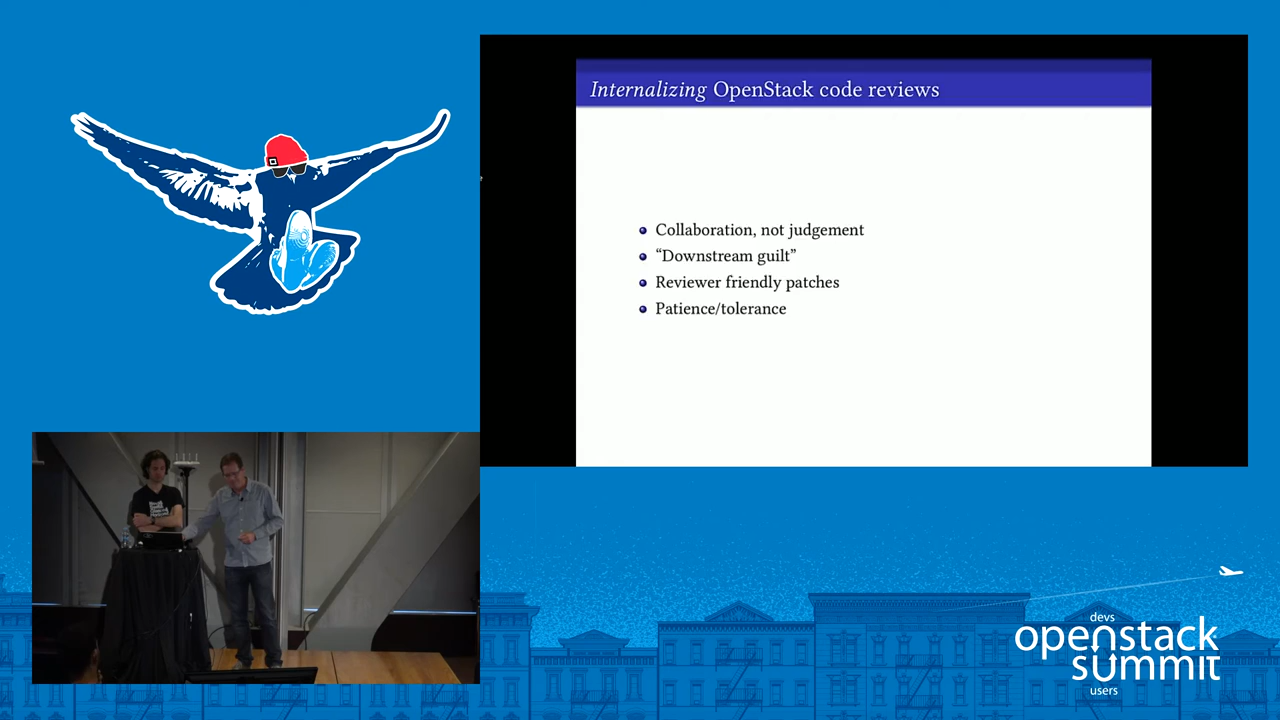 Internalizing OpenStack code reviews
Collaboration, not judgement
“Downstream guilt”
Reviewer friendly patches
Patience/tolerance
devs
openstack
summit
users